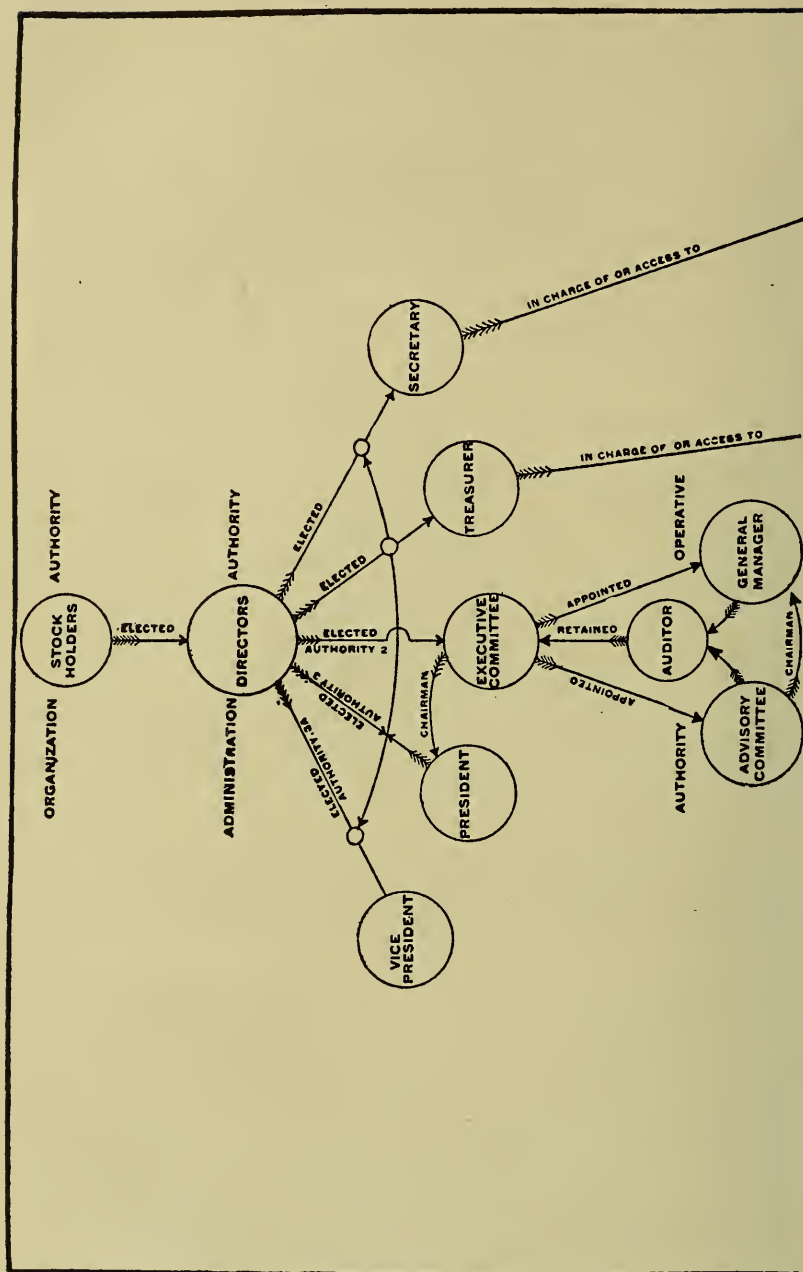 ORGANIZATION
AUTHORITY
STOCK
HOLDERS
ELECTED
ADMINISTRATION
AUTHORITY
DIRECTORS
ELECTED
AUTHORITY.3A
ELECTED
AUTHORITY 3
ELECTED
AUTHORITY 2
ELECTED
ELECTED
VICE
PRESIDENT
PRESIDENT
CHAIRMAN
EXECUTIVE
COMMITTEE
TREASURER
SECRETARY
IN CHARGE OF OR ACCESS TO
IN CHARGE OF OR ACCESS TO
APPOINTED
RETAINED
APPOINTED
AUTHORITY
OPERATIVE
ADVISORY
COMMITTEE
AUDITOR
GENERAL
MANAGER
CHAIRMAN